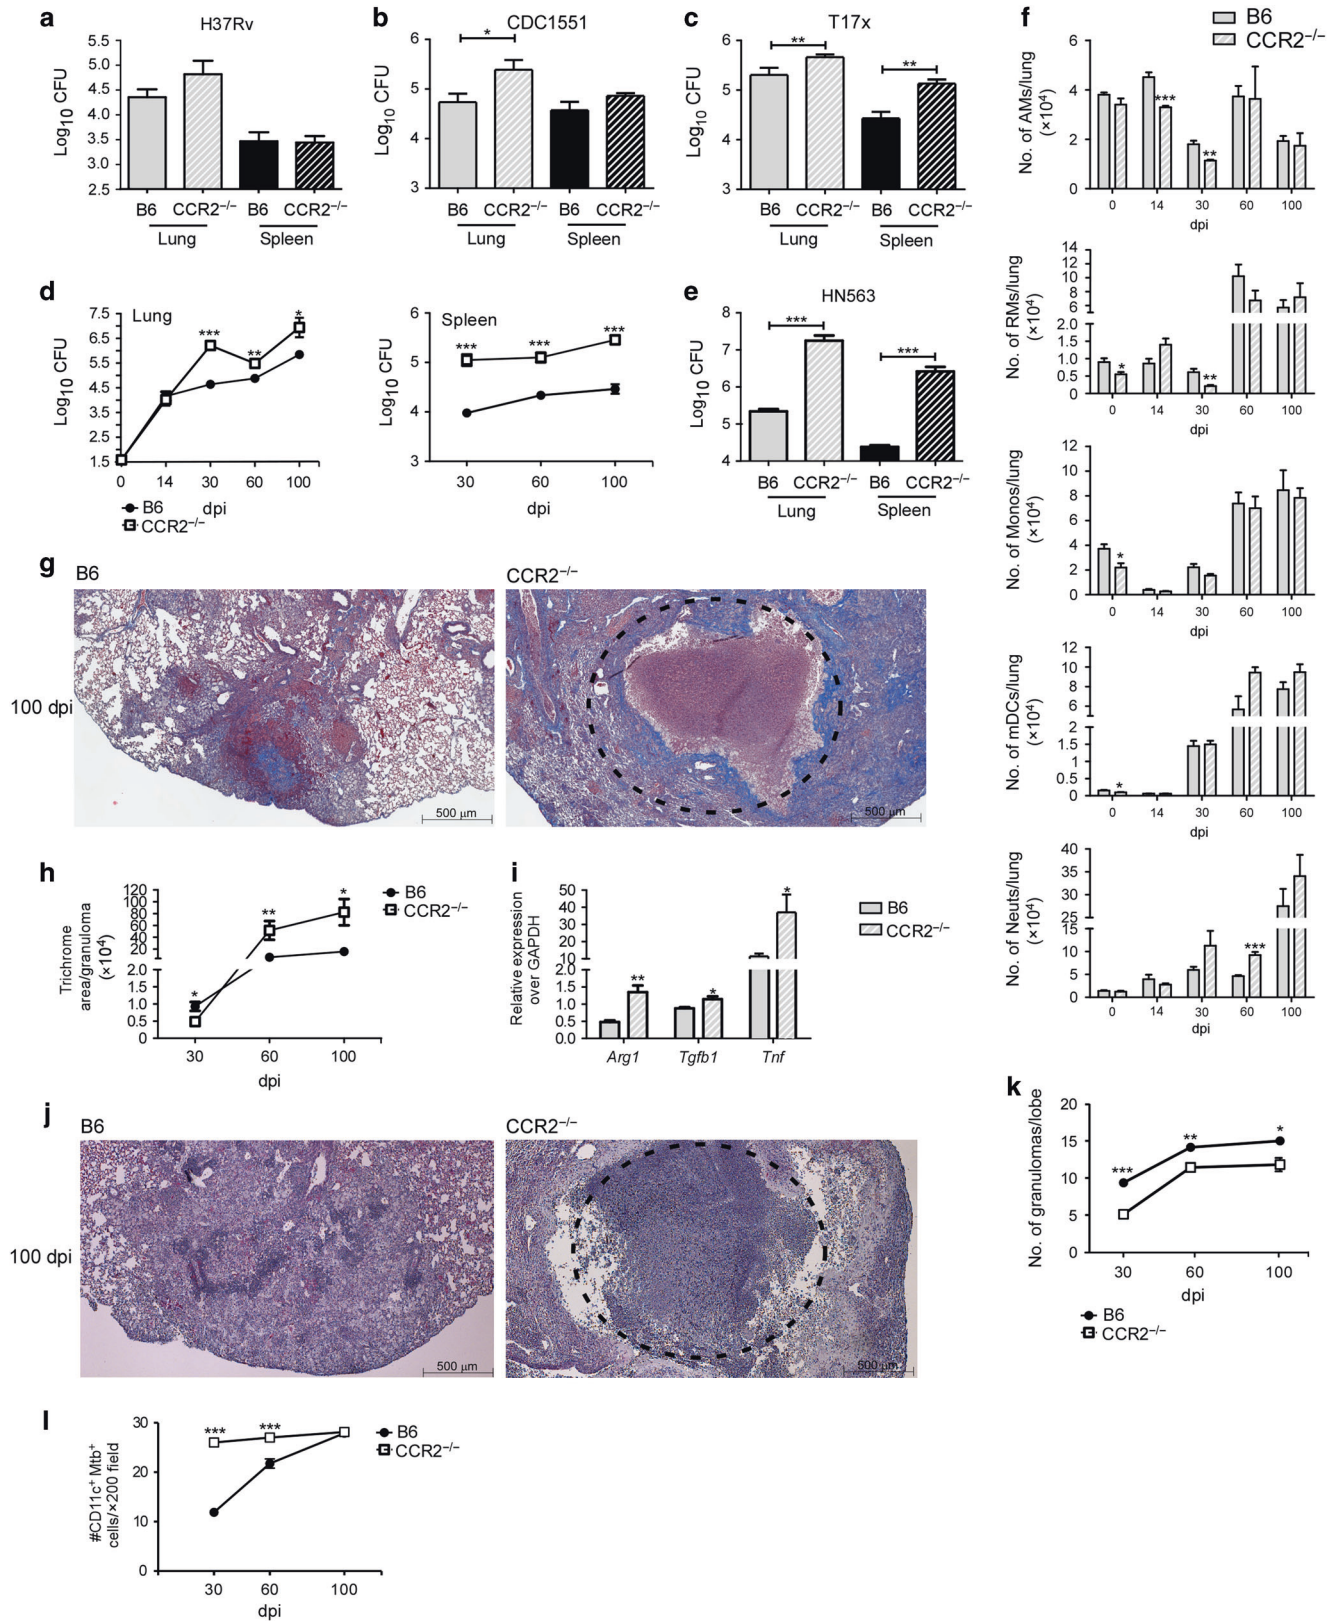 a
H37Rv
Log10 CFU
5.5
5.0
4.5
4.0
3.5
3.0
2.5
B6 CCR2−/− B6 CCR2−/−
Lung Spleen
b
CDC1551
Log10 CFU
6
5
4
3
*
B6 CCR2−/− B6 CCR2−/−
Lung Spleen
c
T17x
Log10 CFU
6
5
4
3
**
**
B6 CCR2−/− B6 CCR2−/−
Lung Spleen
d
Lung
Log10 CFU
7.5
6.5
5.5
4.5
3.5
2.5
1.5
*** ** *
0 14 30 60 100
dpi
B6
CCR2−/−
Spleen
Log10 CFU
6
5
4
3
*** *** ***
30 60 100
dpi
e
HN563
Log10 CFU
8
7
6
5
4
***
***
B6 CCR2−/− B6 CCR2−/−
Lung Spleen
f
B6
CCR2−/−
No. of AMs/lung
(×10⁴)
6
4
2
0
*** **
0 14 30 60 100
dpi
No. of RMs/lung
(×10⁴)
14
12
10
8
6
2.0
1.5
1.0
0.5
0
* **
0 14 30 60 100
dpi
No. of Monos/lung
(×10⁴)
12
10
8
6
4
2
0
*
0 14 30 60 100
dpi
No. of mDCs/lung
(×10⁴)
12
10
8
6
2
1.5
1.0
0.5
0
*
0 14 30 60 100
dpi
No. of Neuts/lung
(×10⁴)
40
35
30
25
15
10
5
0
***
0 14 30 60 100
dpi
g
B6
CCR2−/−
100 dpi
500 μm
500 μm
h
Trichrome
area/granuloma
(×10⁴)
120
100
80
60
40
20
2.0
1.5
1.0
0.5
0
* ** *
30 60 100
dpi
B6
CCR2−/−
i
Relative expression
over GAPDH
50
40
30
20
10
2.0
1.5
1.0
0.5
0.0
** * *
Arg1 Tgfb1 Tnf
B6
CCR2−/−
j
B6
CCR2−/−
100 dpi
500 μm
500 μm
k
No. of granulomas/lobe
20
15
10
5
0
*** ** *
30 60 100
dpi
B6
CCR2−/−
l
#CD11c⁺ Mtb⁺
cells/×200 field
30
20
10
0
*** ***
30 60 100
dpi
B6
CCR2−/−